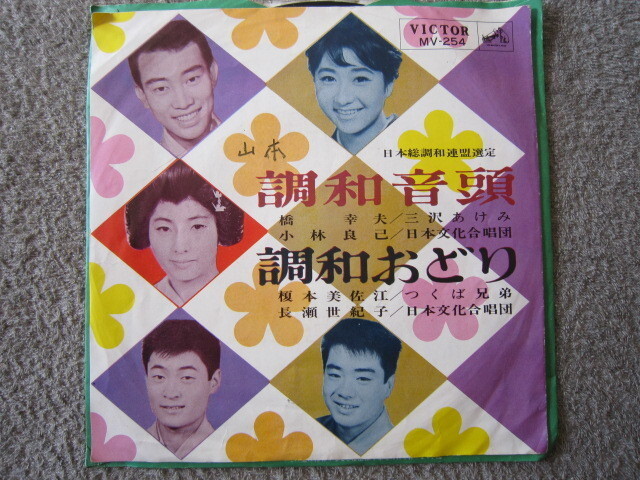 VICTOR
MV-254
山本
日本総調和連盟選定
調和音頭
橋幸夫/三沢あけみ
小林良己/日本文化合唱団
調和おどり
榎本美佐江/つくば兄弟
長瀬世紀子/日本文化合唱団